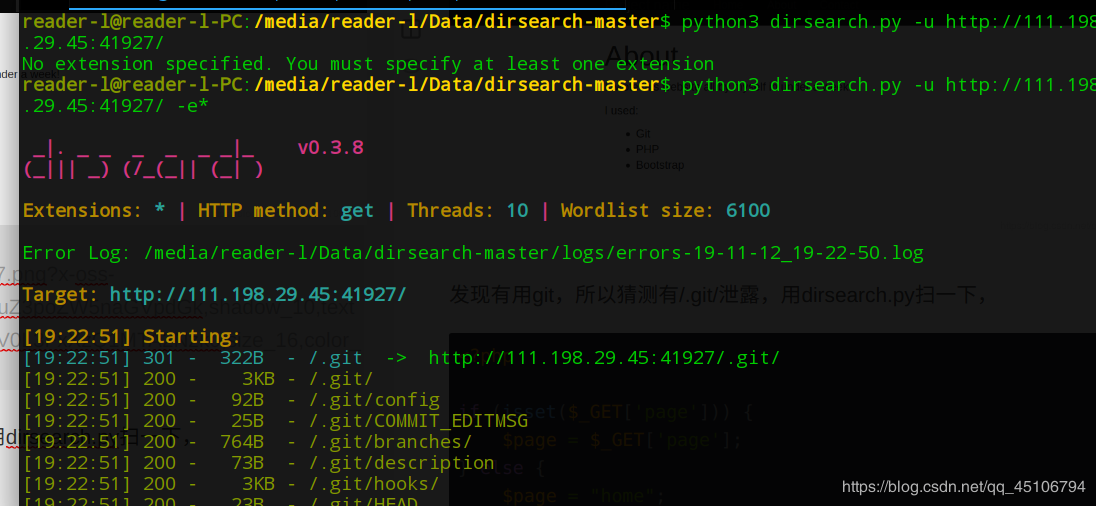 reader-l@reader-l-PC:/media/reader-l/Data/dirsearch-master$ python3 dirsearch.py -u http://111.198
.29.45:41927/
No extension specified. You must specify at least one extension
reader-l@reader-l-PC:/media/reader-l/Data/dirsearch-master$ python3 dirsearch.py -u http://111.198
.29.45:41927/ -e*
About
I used:
Git
PHP
Bootstrap
v0.3.8
Extensions: * | HTTP method: get | Threads: 10 | Wordlist size: 6100
Error Log: /media/reader-l/Data/dirsearch-master/logs/errors-19-11-12_19-22-50.log
Target: http://111.198.29.45:41927/
发现有用git，所以猜测有/.git/泄露，用dirsearch.py扫一下，
[19:22:51] Starting:
[19:22:51] 301 - 322B - /.git -> http://111.198.29.45:41927/.git/
[19:22:51] 200 - 3KB - /.git/
[19:22:51] 200 - 92B - /.git/config
[19:22:51] 200 - 25B - /.git/COMMIT_EDITMSG
[19:22:51] 200 - 764B - /.git/branches/
[19:22:51] 200 - 73B - /.git/description
[19:22:51] 200 - 3KB - /.git/hooks/
[19:22:51] 200 - 23B - /.git/HEAD
isset($_GET['page'])) {
$page = $_GET['page'];
else {
$page = "home";
https://blog.csdn.net/qq_45106794